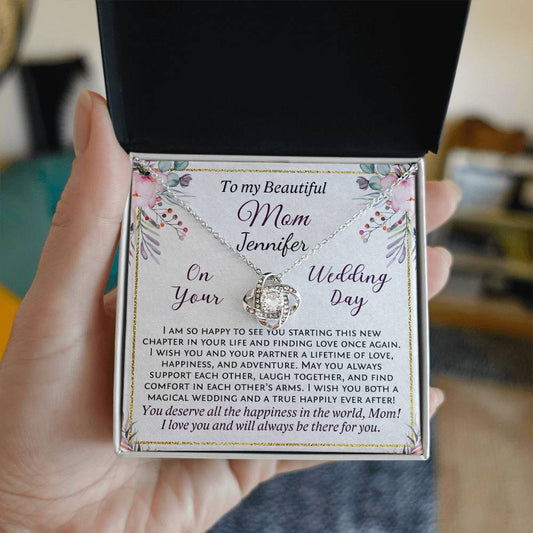 To my Beautiful
Mom
Jennifer
On Your
Wedding Day
I AM SO HAPPY TO SEE YOU STARTING THIS NEW
CHAPTER IN YOUR LIFE AND FINDING LOVE ONCE AGAIN.
I WISH YOU AND YOUR PARTNER A LIFETIME OF LOVE,
HAPPINESS, AND ADVENTURE. MAY YOU ALWAYS
SUPPORT EACH OTHER, LAUGH TOGETHER, AND FIND
COMFORT IN EACH OTHER'S ARMS. I WISH YOU BOTH A
MAGICAL WEDDING AND A TRUE HAPPILY EVER AFTER!
You deserve all the happiness in the world, Mom!
I love you and will always be there for you.